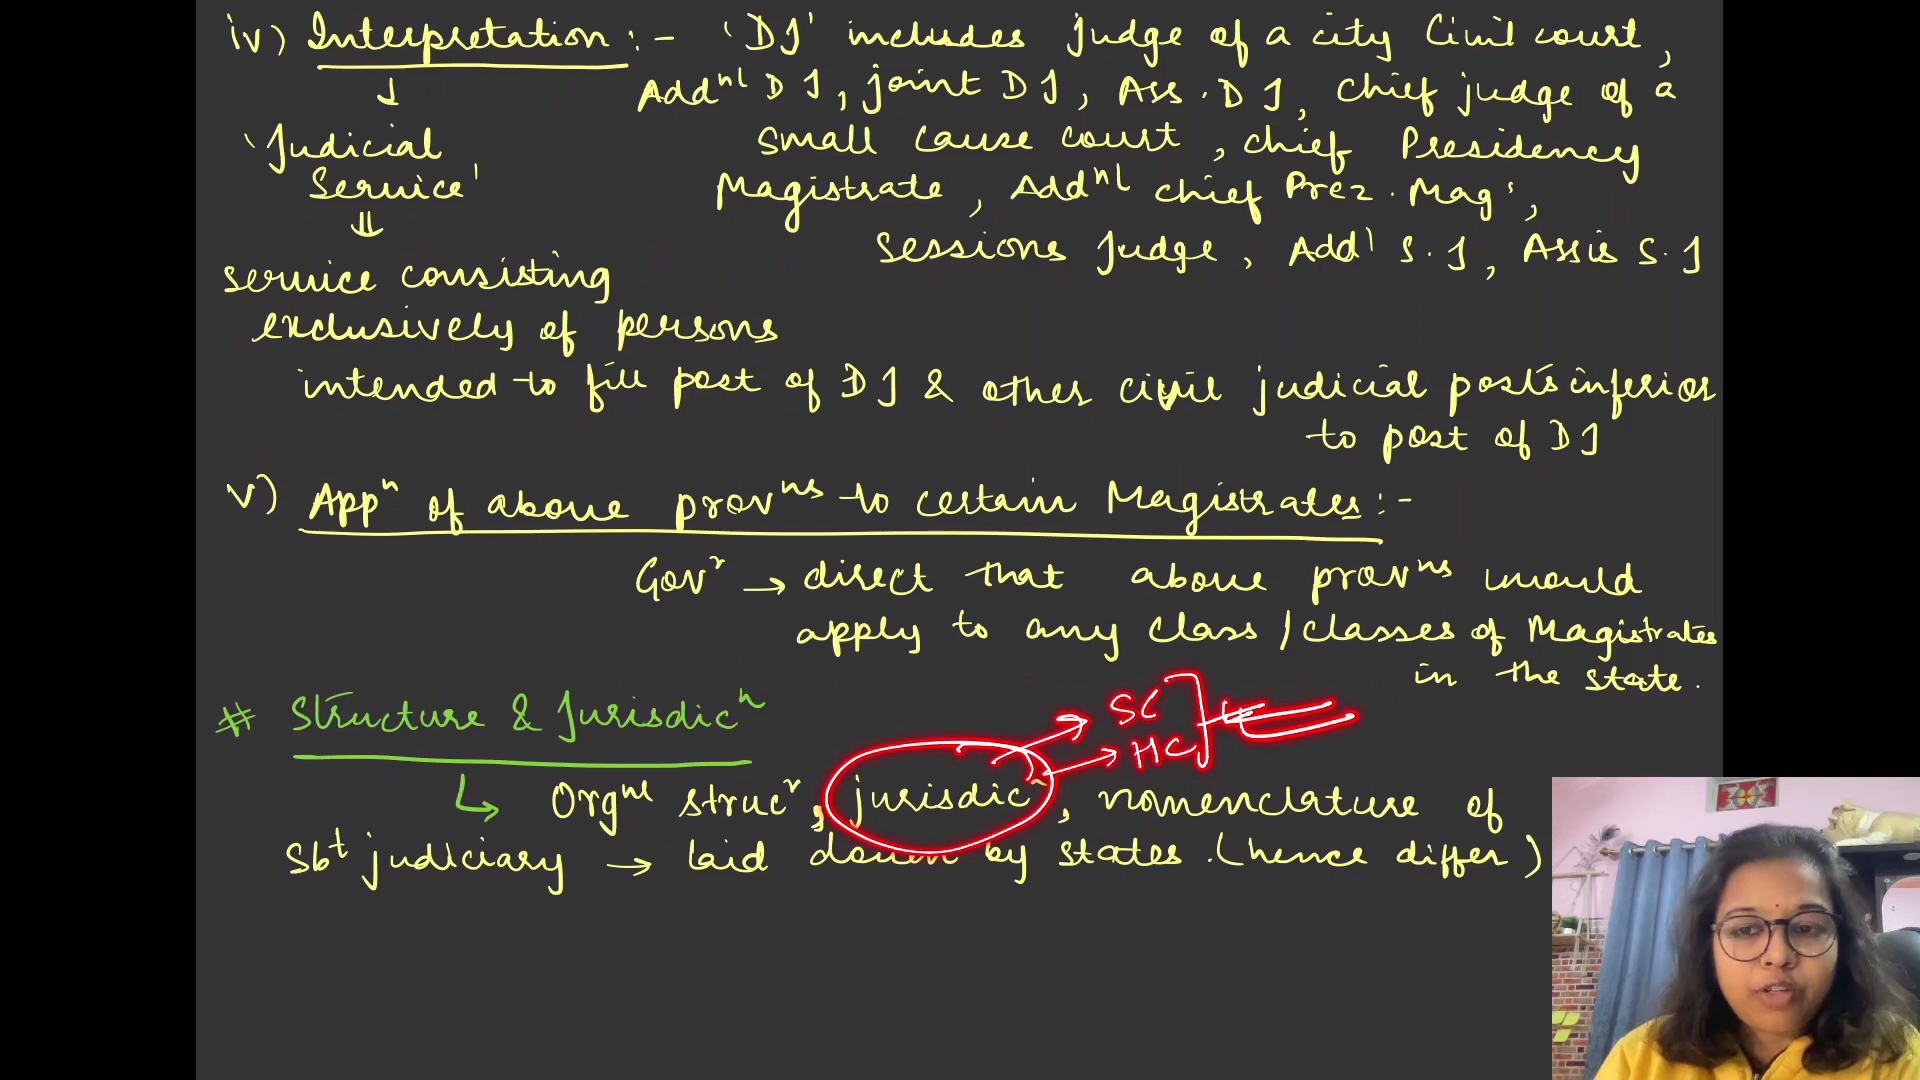 iv) Interpretation :- 'DJ' includes judge of a city Civil court,
Addnl DJ, joint DJ, Ass. DJ, chief judge of a
'Judicial small cause court, chief Presidency
Service' Magistrate, Addnl chief Prez. Mag',
sessions judge, Addl S.J, Assis S.J
service consisting
exclusively of persons
intended to fill post of DJ & other civil judicial posts inferior
to post of DJ
v) Appn of above provns to certain Magistrates :-
Govr → direct that above provns would
apply to any class/classes of Magistrates
in the state.
# Structure & Jurisdicn
SC
HC
Orgnl strucr, jurisdicn, nomenclature of
Sbt judiciary → laid down by states. (hence differ)